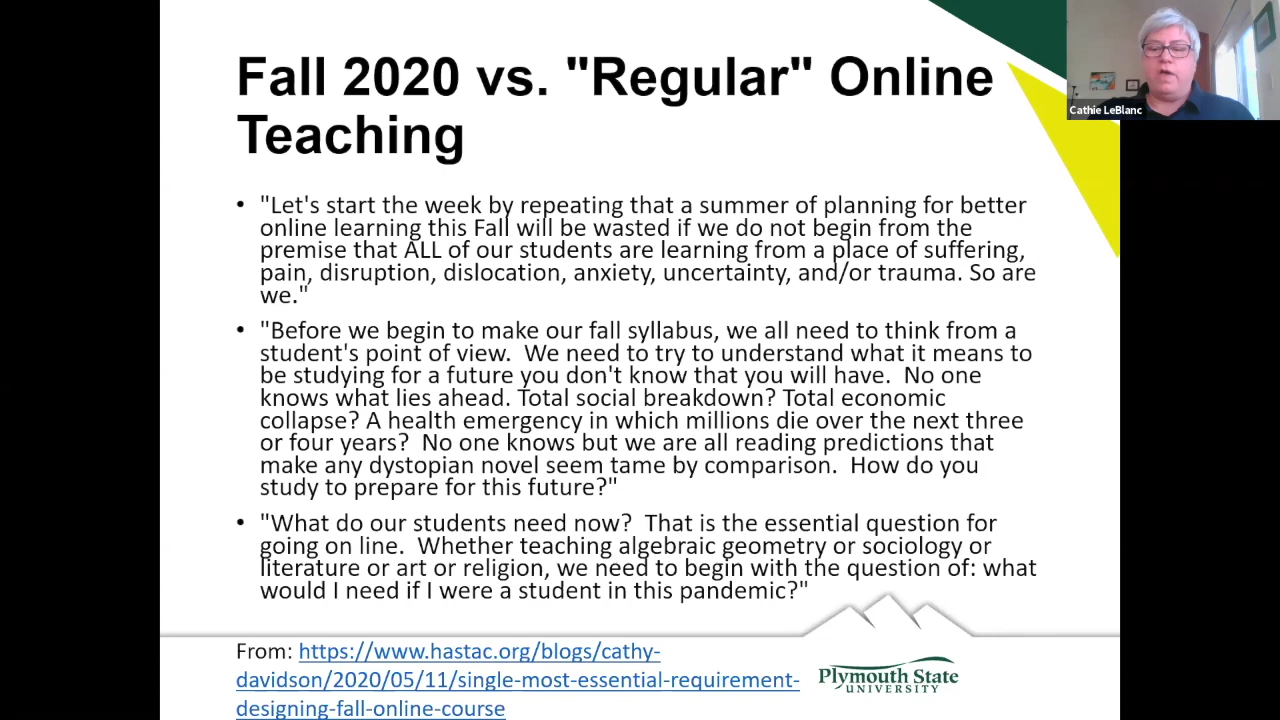 Fall 2020 vs. "Regular" Online
Teaching
Cathie LeBlanc
• "Let's start the week by repeating that a summer of planning for better
online learning this Fall will be wasted if we do not begin from the
premise that ALL of our students are learning from a place of suffering,
pain, disruption, dislocation, anxiety, uncertainty, and/or trauma. So are
we."
• "Before we begin to make our fall syllabus, we all need to think from a
student's point of view.  We need to try to understand what it means to
be studying for a future you don't know that you will have.  No one
knows what lies ahead. Total social breakdown? Total economic
collapse? A health emergency in which millions die over the next three
or four years?  No one knows but we are all reading predictions that
make any dystopian novel seem tame by comparison.  How do you
study to prepare for this future?"
• "What do our students need now?  That is the essential question for
going on line.  Whether teaching algebraic geometry or sociology or
literature or art or religion, we need to begin with the question of: what
would I need if I were a student in this pandemic?"
From: https://www.hastac.org/blogs/cathy-
davidson/2020/05/11/single-most-essential-requirement-
designing-fall-online-course
Plymouth State
UNIVERSITY